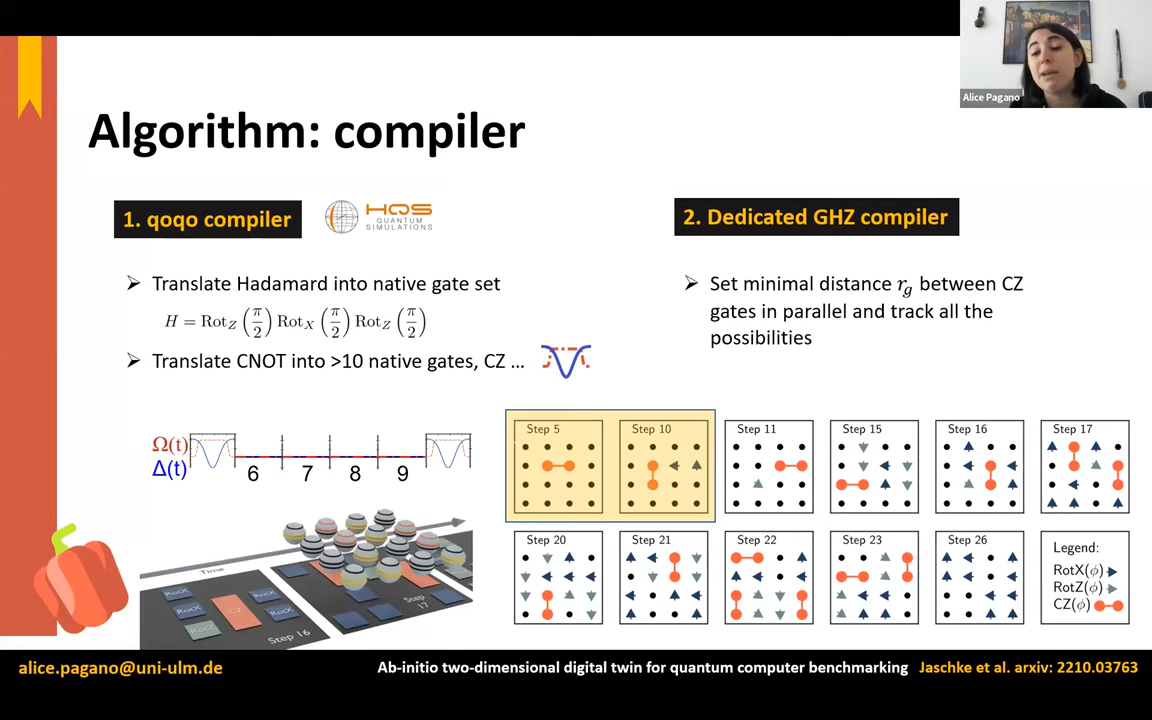 Alice Pagano
Algorithm: compiler
1. qoqo compiler
HQS
QUANTUM
SIMULATIONS
➢ Translate Hadamard into native gate set
H = Rot_Z (π/2) Rot_X (π/2) Rot_Z (π/2)
➢ Translate CNOT into >10 native gates, CZ ...
Ω(t)
Δ(t)
6 7 8 9
Time
RotX
RotX
RotZ
CZ
RotX
RotX
Step 16
Step 17
2. Dedicated GHZ compiler
➢ Set minimal distance r_g between CZ
gates in parallel and track all the
possibilities
Step 5 Step 10 Step 11 Step 15 Step 16 Step 17
Step 20 Step 21 Step 22 Step 23 Step 26
Legend:
RotX(ϕ)
RotZ(ϕ)
CZ(ϕ)
alice.pagano@uni-ulm.de
Ab-initio two-dimensional digital twin for quantum computer benchmarking Jaschke et al. arxiv: 2210.03763